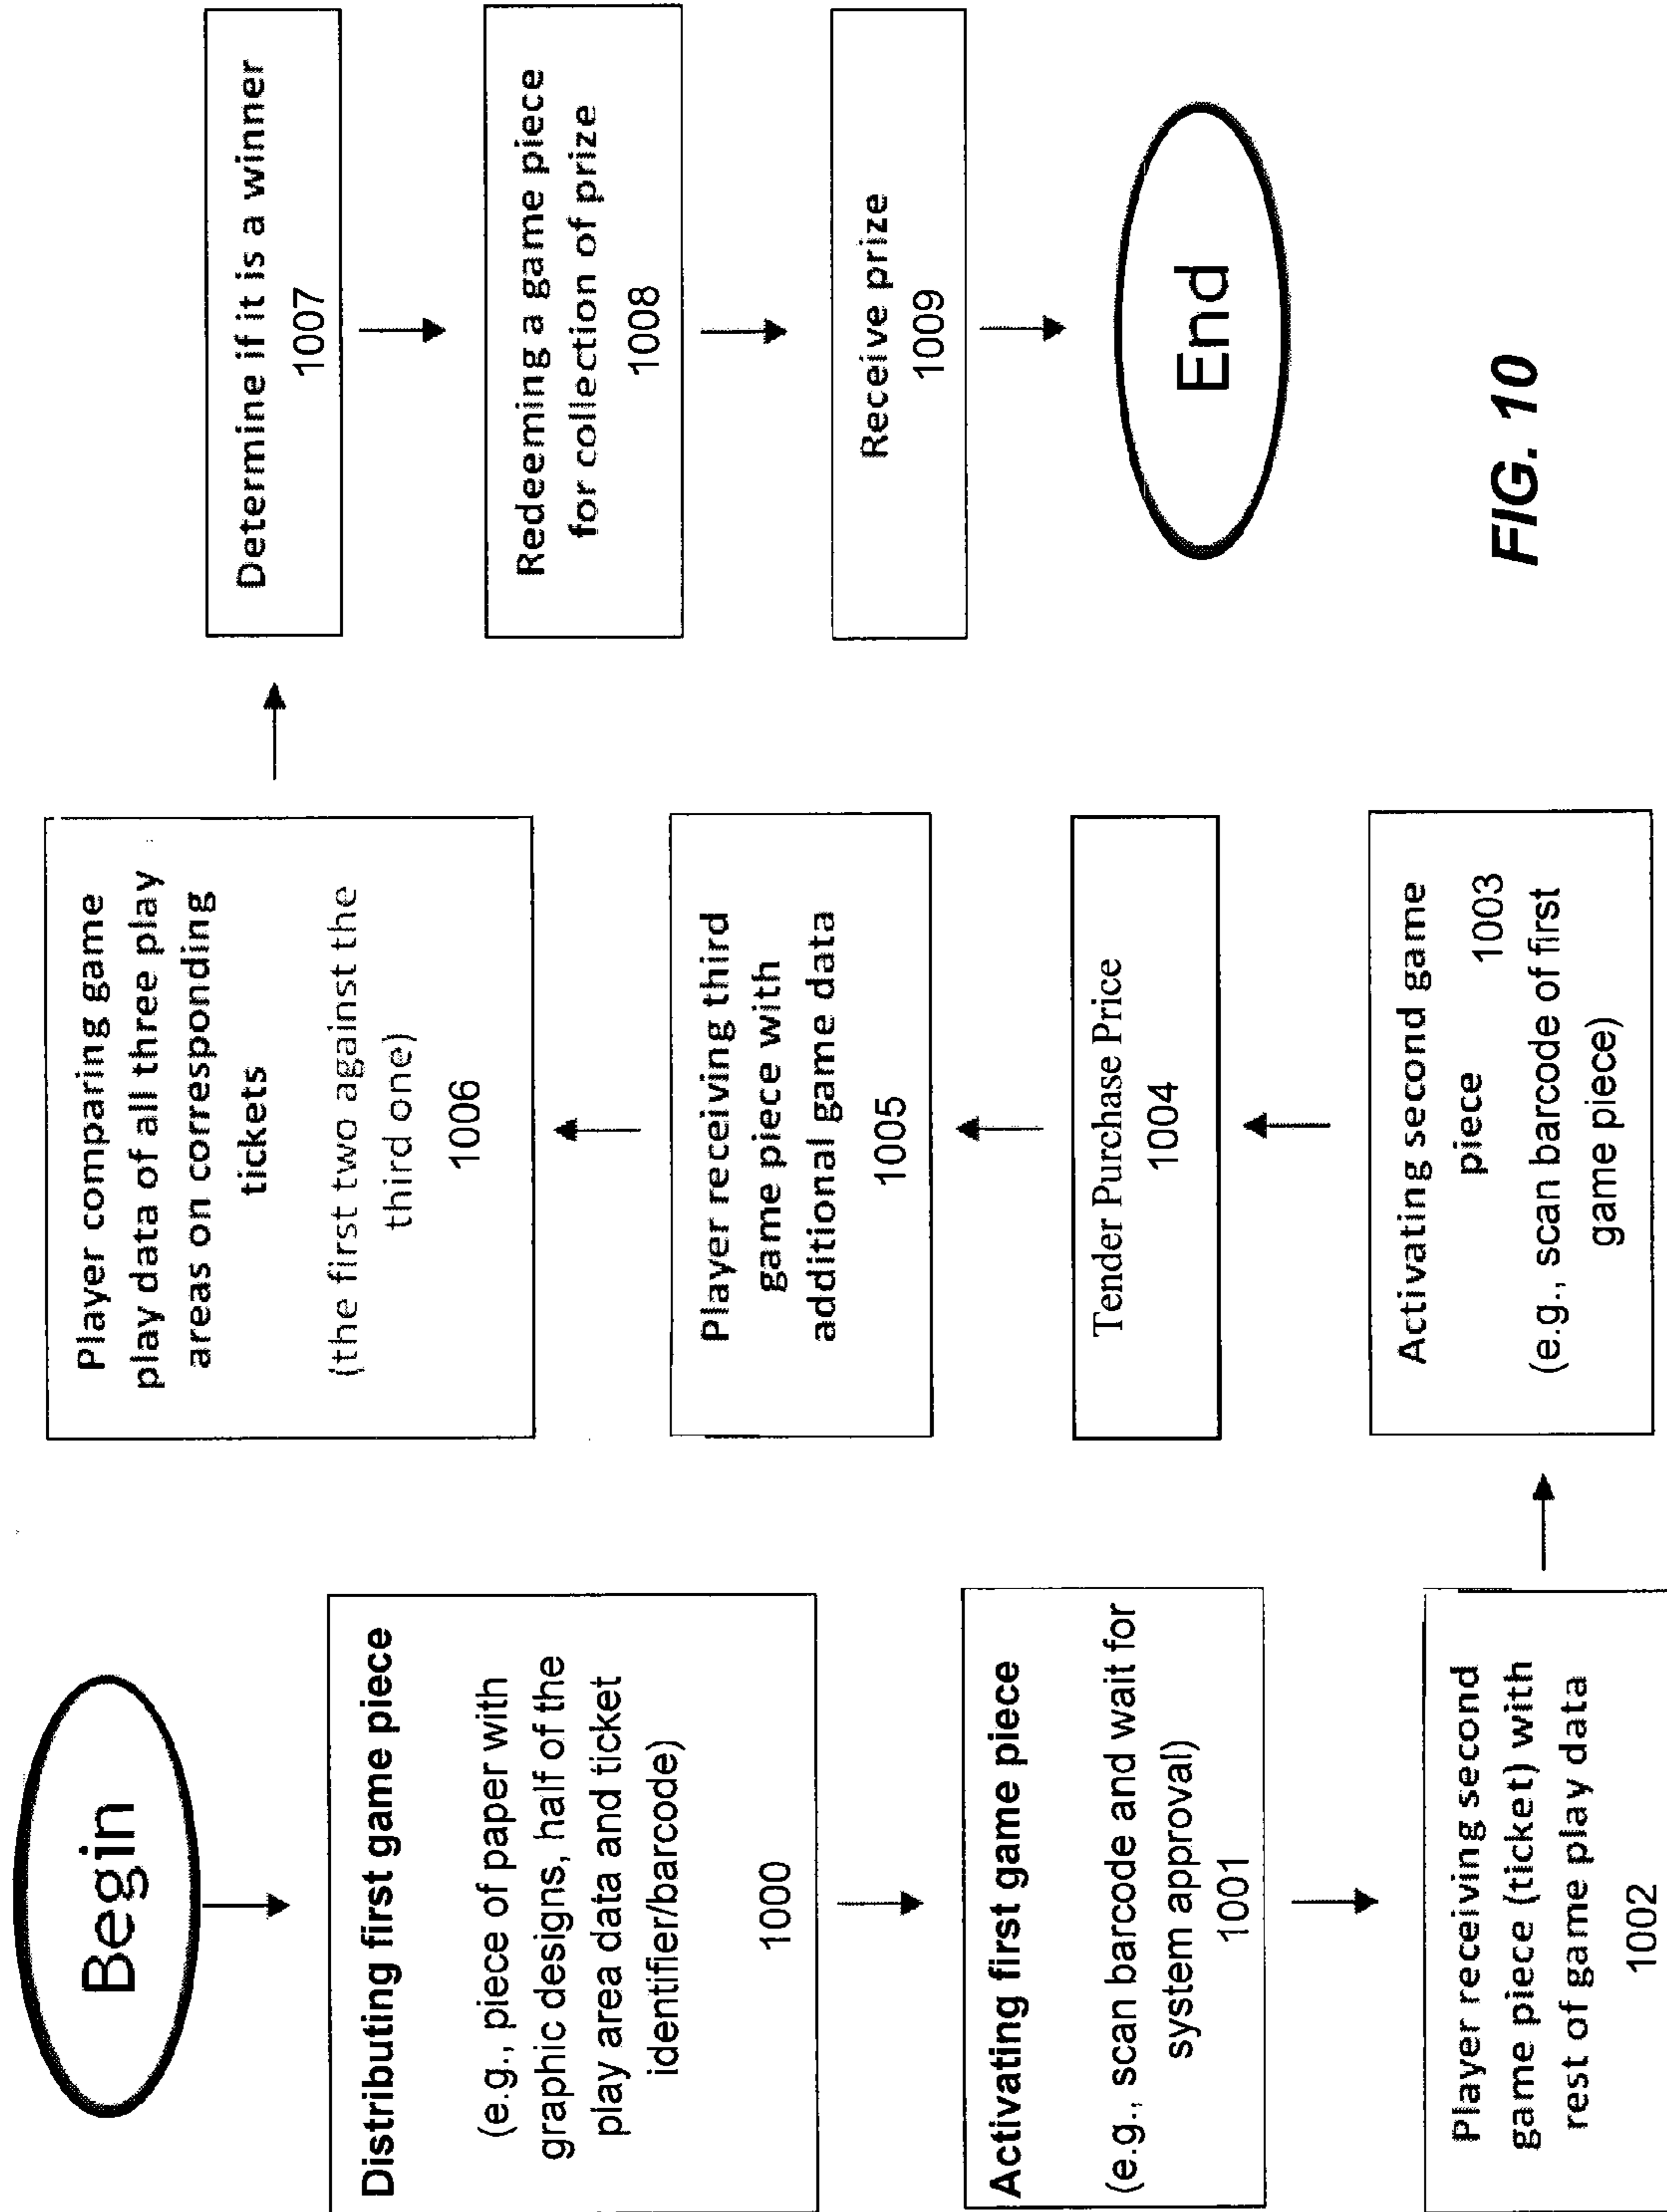 Begin
Distributing first game piece
(e.g., piece of paper with
graphic designs, half of the
play area data and ticket
identifier/barcode)
1000
Activating first game piece
(e.g., scan barcode and wait for
system approval)
1001
Player receiving second
game piece (ticket) with
rest of game play data
1002
Activating second game
piece 1003
(e.g., scan barcode of first
game piece)
Tender Purchase Price
1004
Player receiving third
game piece with
additional game data
1005
Player comparing game
play data of all three play
areas on corresponding
tickets
(the first two against the
third one)
1006
Determine if it is a winner
1007
Redeeming a game piece
for collection of prize
1008
Receive prize
1009
End
FIG. 10